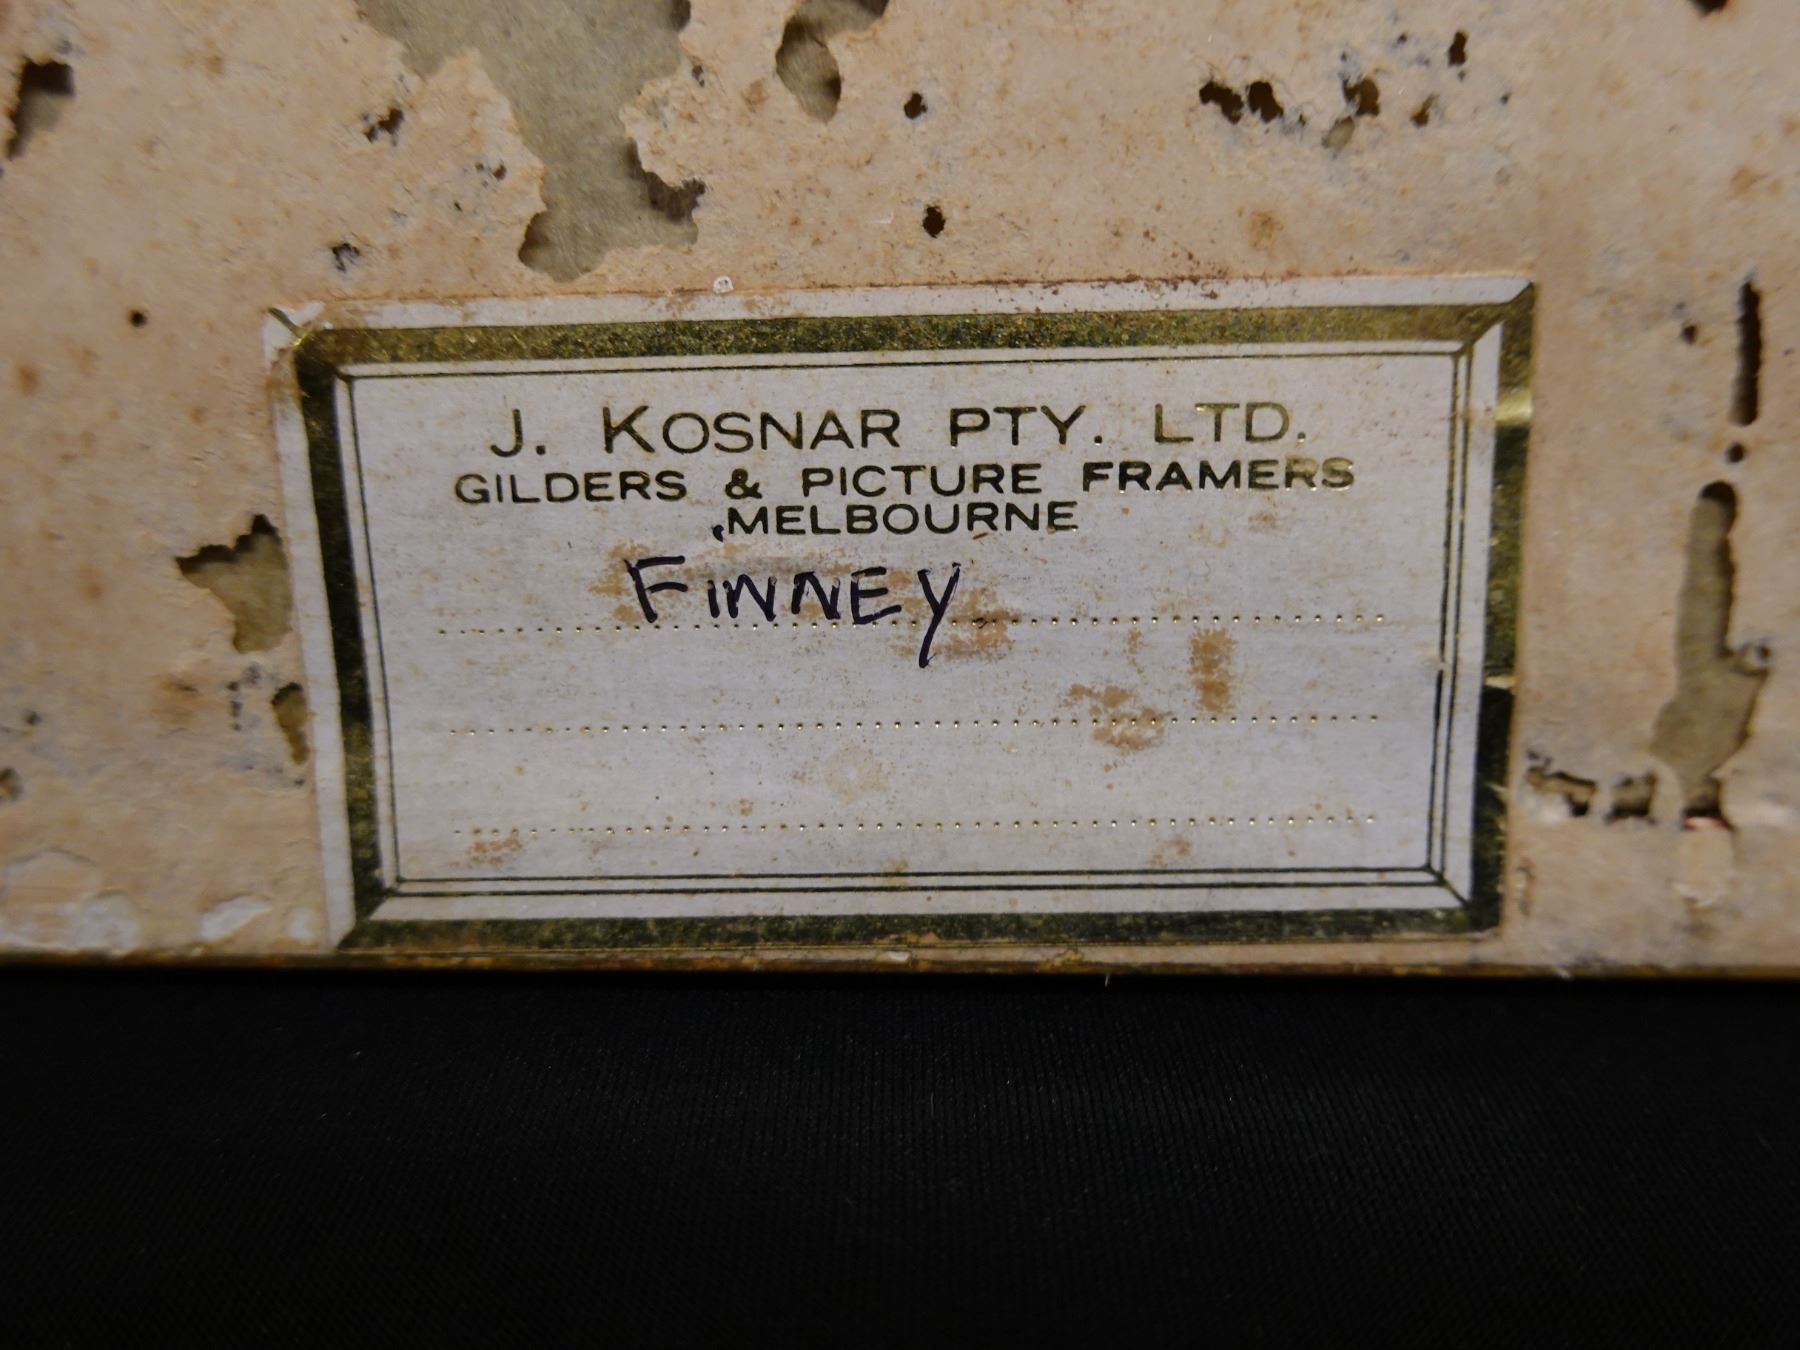 J. KOSNAR PTY. LTD.
GILDERS & PICTURE FRAMERS
MELBOURNE
FINNEY